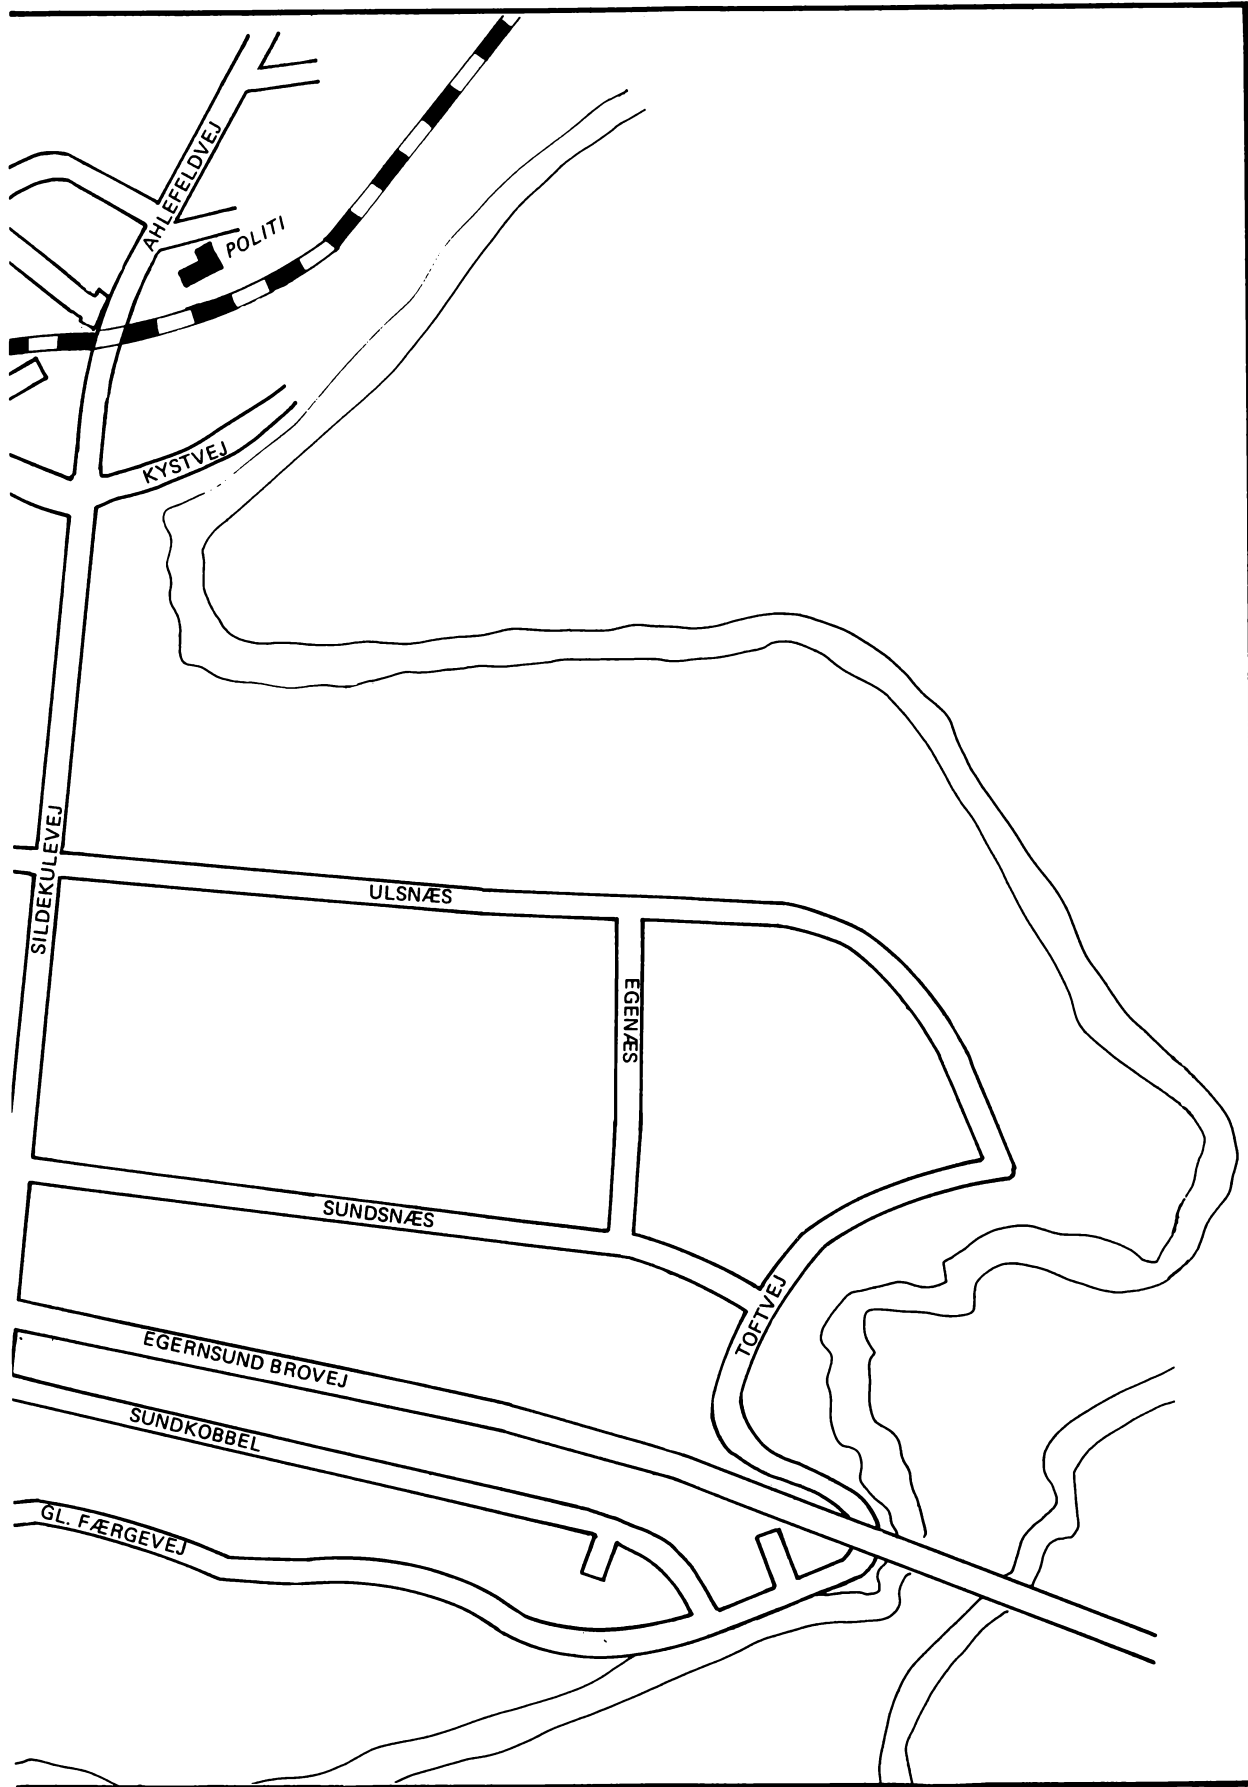 AHLEFELDVEJ
POLITI
KYSTVEJ
SILDEKULEVEJ
ULSNÆS
EGENÆS
SUNDSNÆS
TOFTVEJ
EGERNSUND BROVEJ
SUNDKOBBEL
GL. FÆRGEVEJ